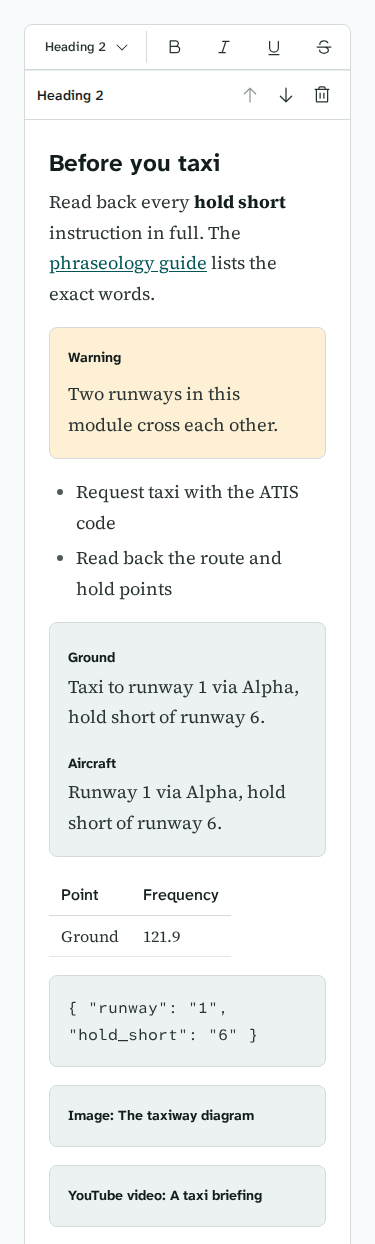 Heading 2
B I U S
Heading 2
Before you taxi
Read back every hold short
instruction in full. The
phraseology guide lists the
exact words.
Warning
Two runways in this
module cross each other.
• Request taxi with the ATIS
code
• Read back the route and
hold points
Ground
Taxi to runway 1 via Alpha,
hold short of runway 6.
Aircraft
Runway 1 via Alpha, hold
short of runway 6.
Point Frequency
Ground 121.9
{ "runway": "1",
"hold_short": "6" }
Image: The taxiway diagram
YouTube video: A taxi briefing